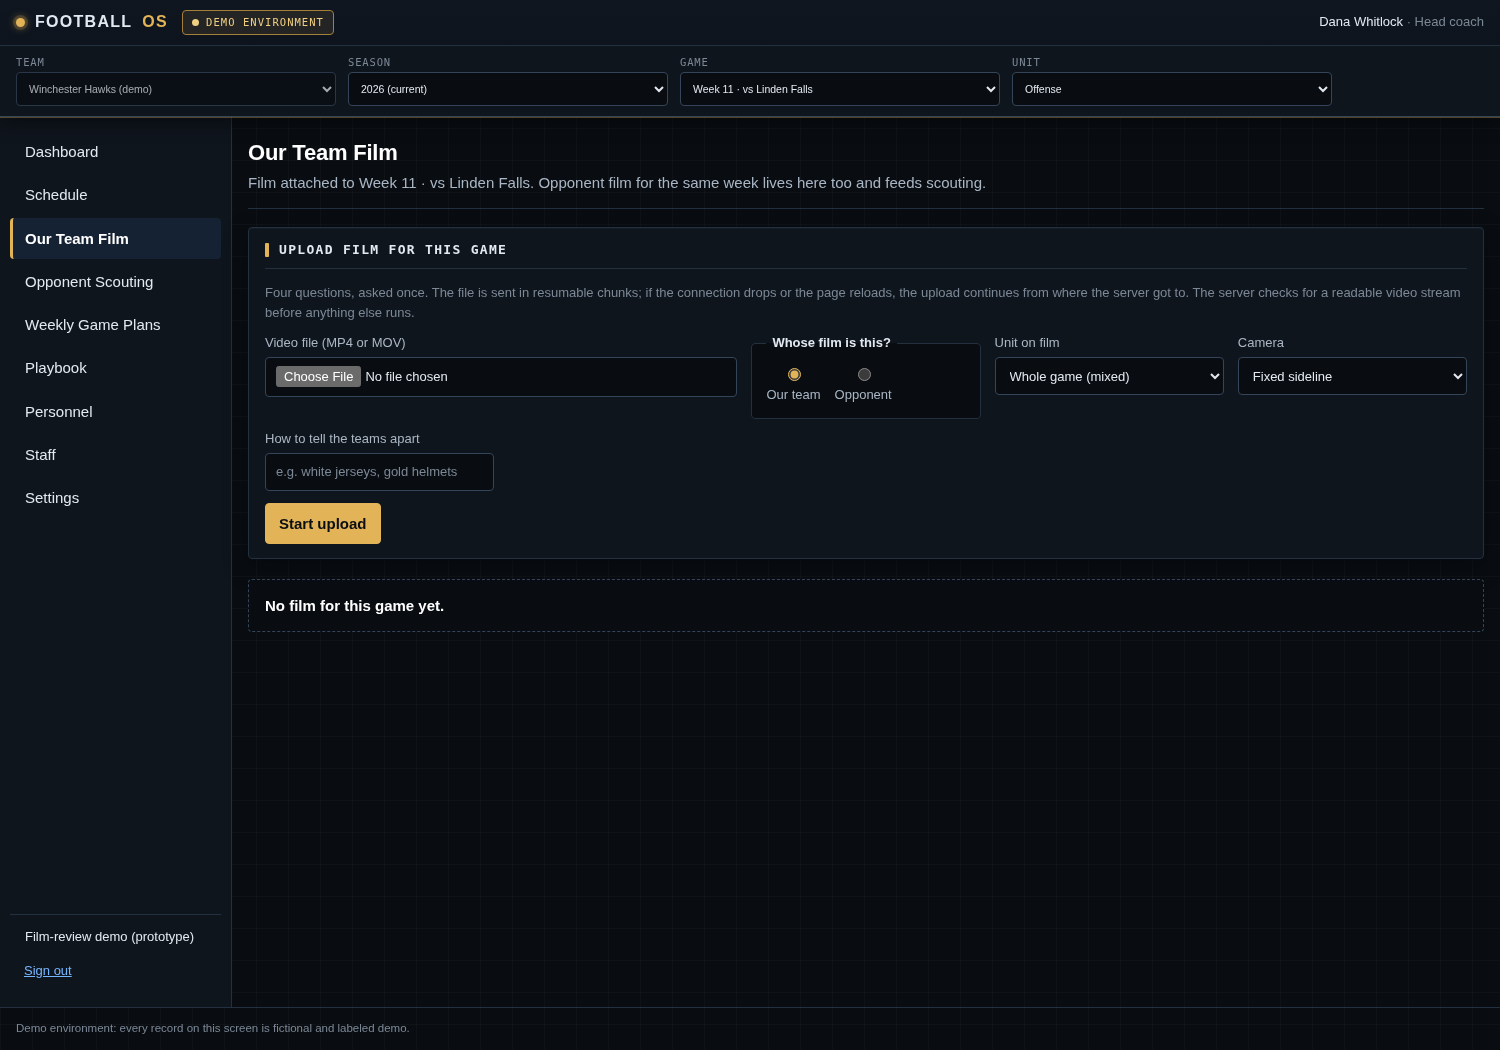 FOOTBALL OS
DEMO ENVIRONMENT
Dana Whitlock · Head coach
TEAM
Winchester Hawks (demo)
SEASON
2026 (current)
GAME
Week 11 · vs Linden Falls
UNIT
Offense
Dashboard
Schedule
Our Team Film
Opponent Scouting
Weekly Game Plans
Playbook
Personnel
Staff
Settings
Film-review demo (prototype)
Sign out
Our Team Film
Film attached to Week 11 · vs Linden Falls. Opponent film for the same week lives here too and feeds scouting.
UPLOAD FILM FOR THIS GAME
Four questions, asked once. The file is sent in resumable chunks; if the connection drops or the page reloads, the upload continues from where the server got to. The server checks for a readable video stream
before anything else runs.
Video file (MP4 or MOV)
Choose File No file chosen
Whose film is this?
Our team
Opponent
Unit on film
Whole game (mixed)
Camera
Fixed sideline
How to tell the teams apart
e.g. white jerseys, gold helmets
Start upload
No film for this game yet.
Demo environment: every record on this screen is fictional and labeled demo.